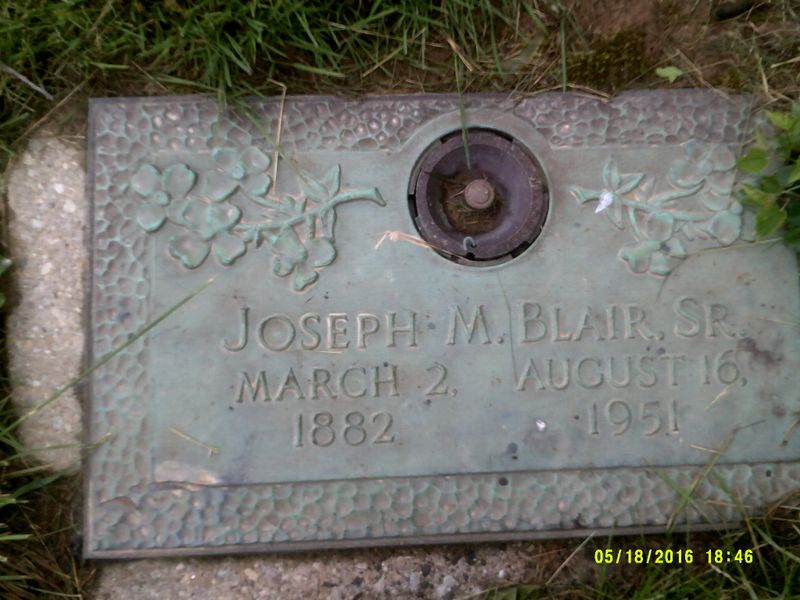 JOSEPH M. BLAIR, SR.
MARCH 2, AUGUST 16,
1882 1951
05/18/2016 18:46